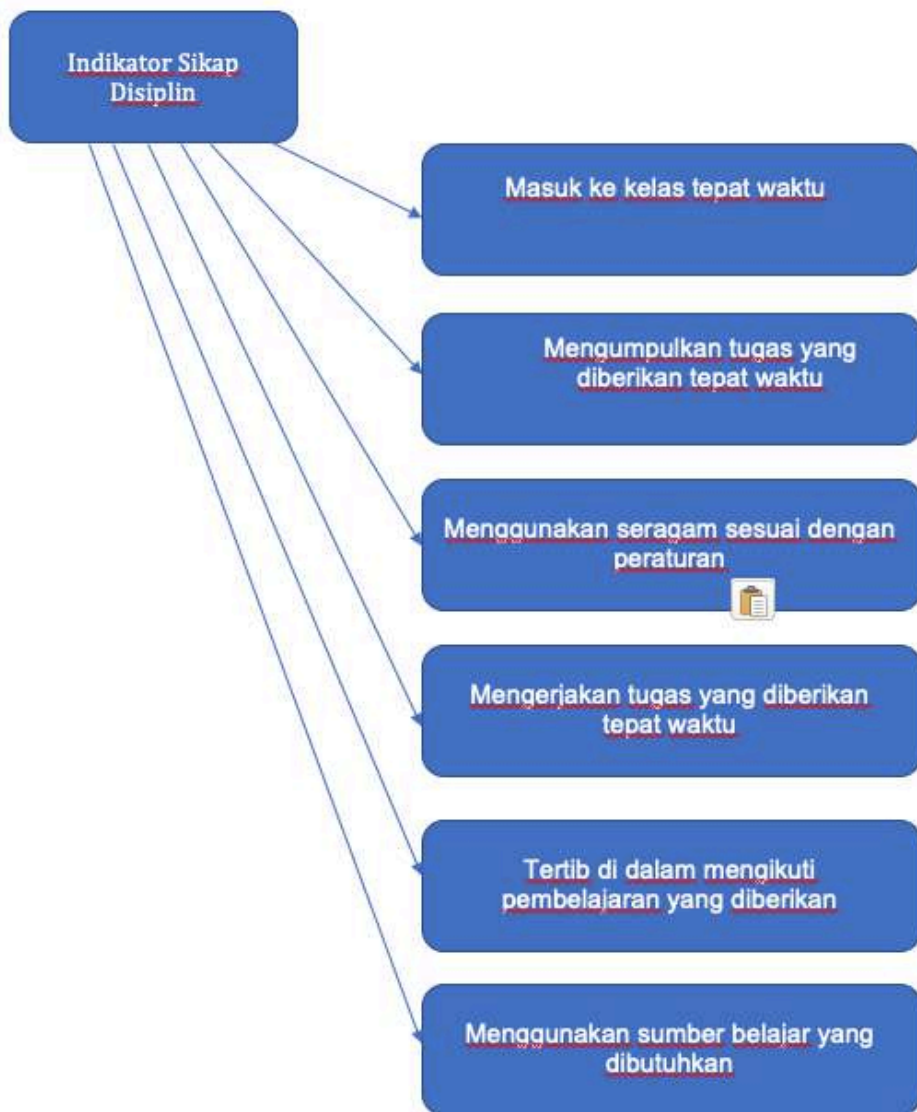 Indikator Sikap
Disiplin
Masuk ke kelas tepat waktu
Mengumpulkan tugas yang
diberikan tepat waktu
Menggunakan seragam sesuai dengan
peraturan
Mengerjakan tugas yang diberikan
tepat waktu
Tertib di dalam mengikuti
pembelajaran yang diberikan
Menggunakan sumber belajar yang
dibutuhkan